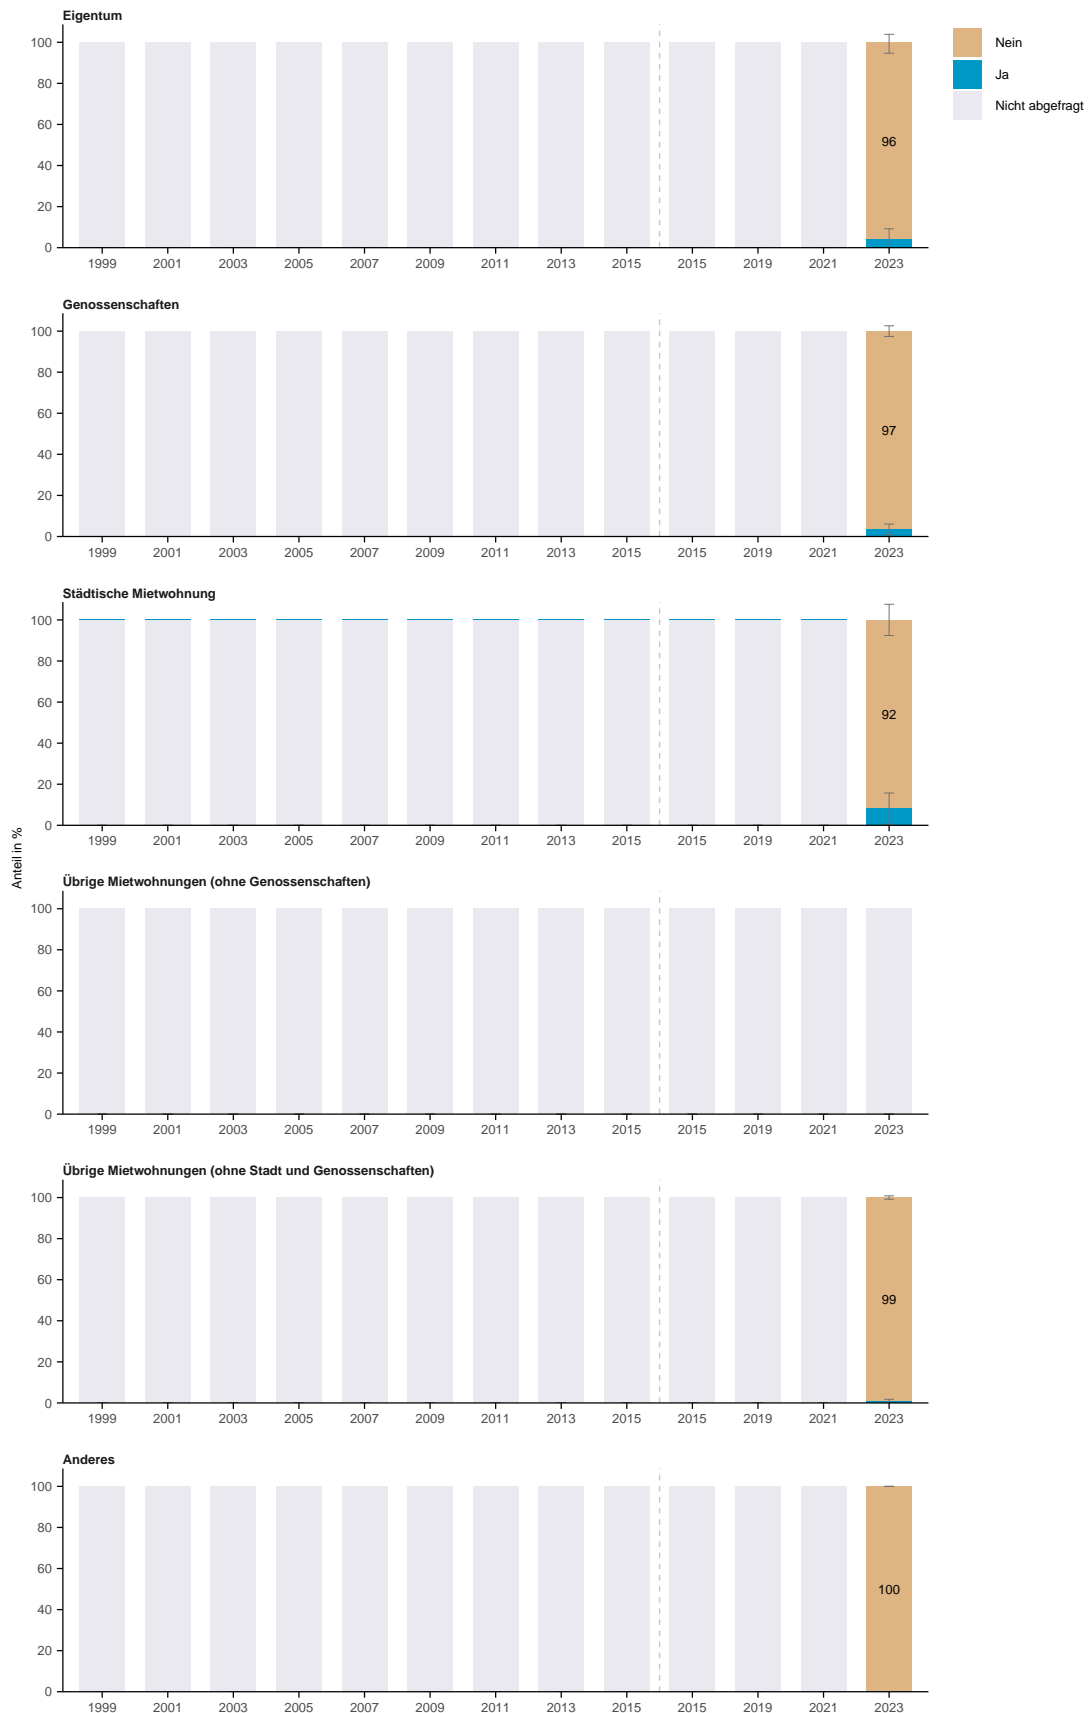 Eigentum
Nein
Ja
Nicht abgefragt
100
80
60
40
20
0
96
1999 2001 2003 2005 2007 2009 2011 2013 2015 2015 2019 2021 2023
Genossenschaften
100
80
60
40
20
0
97
1999 2001 2003 2005 2007 2009 2011 2013 2015 2015 2019 2021 2023
Städtische Mietwohnung
100
80
60
40
20
0
92
1999 2001 2003 2005 2007 2009 2011 2013 2015 2015 2019 2021 2023
Anteil in %
Übrige Mietwohnungen (ohne Genossenschaften)
100
80
60
40
20
0
1999 2001 2003 2005 2007 2009 2011 2013 2015 2015 2019 2021 2023
Übrige Mietwohnungen (ohne Stadt und Genossenschaften)
100
80
60
40
20
0
99
1999 2001 2003 2005 2007 2009 2011 2013 2015 2015 2019 2021 2023
Anderes
100
80
60
40
20
0
100
1999 2001 2003 2005 2007 2009 2011 2013 2015 2015 2019 2021 2023